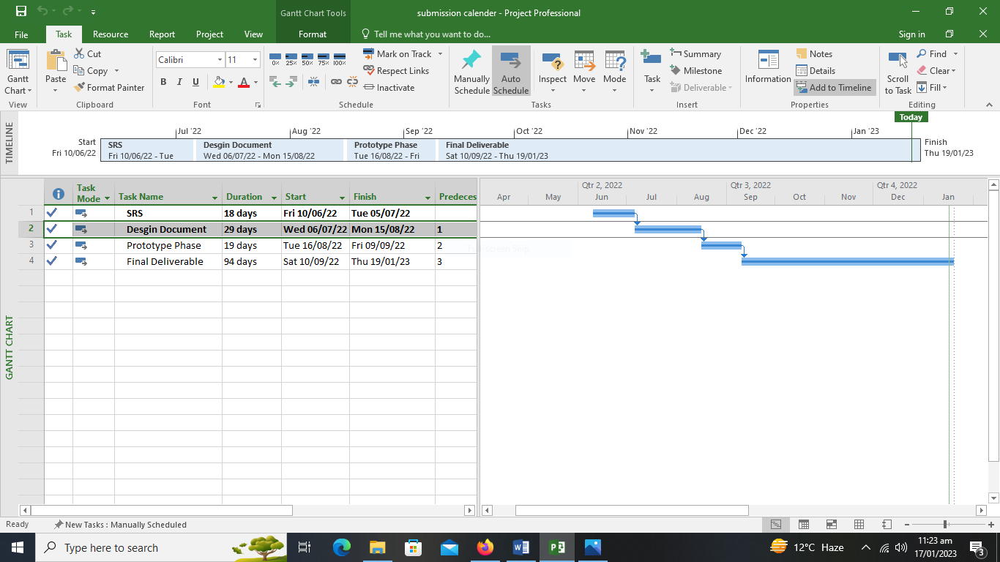 submission calender - Project Professional
Gantt Chart Tools
File Task Resource Report Project View Format Tell me what you want to do... Sign in
Gantt Chart
View
Paste
Cut
Copy
Format Painter
Clipboard
Calibri 11
B I U A
Font
0% 25% 50% 75% 100%
Mark on Track
Respect Links
Inactivate
Schedule
Manually Schedule
Auto Schedule
Inspect
Move
Mode
Tasks
Task
Summary
Milestone
Deliverable
Insert
Information
Notes
Details
Add to Timeline
Properties
Scroll to Task
Find
Clear
Fill
Editing
TIMELINE
Today
Jul '22 Aug '22 Sep '22 Oct '22 Nov '22 Dec '22 Jan '23
Start
Fri 10/06/22
SRS
Fri 10/06/22 - Tue
Desgin Document
Wed 06/07/22 - Mon 15/08/22
Prototype Phase
Tue 16/08/22 - Fri
Final Deliverable
Sat 10/09/22 - Thu 19/01/23
Finish
Thu 19/01/23
GANTT CHART
Task Mode Task Name Duration Start Finish Predeces
1 SRS 18 days Fri 10/06/22 Tue 05/07/22
2 Desgin Document 29 days Wed 06/07/22 Mon 15/08/22 1
3 Prototype Phase 19 days Tue 16/08/22 Fri 09/09/22 2
4 Final Deliverable 94 days Sat 10/09/22 Thu 19/01/23 3
Qtr 2, 2022 Qtr 3, 2022 Qtr 4, 2022
Apr May Jun Jul Aug Sep Oct Nov Dec Jan
Full-screen Snip
Ready New Tasks : Manually Scheduled
Type here to search
12°C Haze
11:23 am
17/01/2023
3